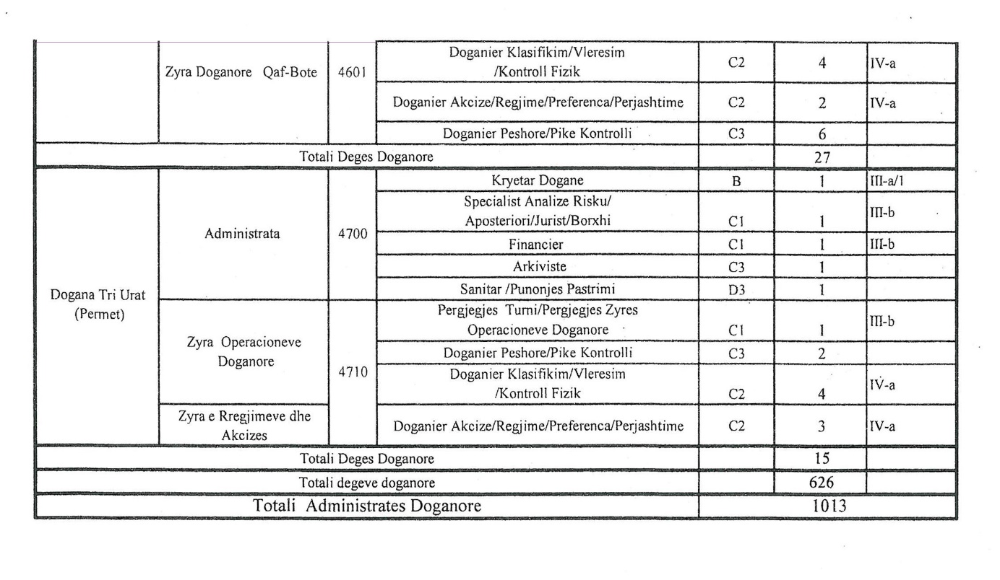 Zyra Doganore Qaf-Bote 4601
Doganier Klasifikim/Vleresim
/Kontroll Fizik C2 4 IV-a
Doganier Akcize/Regjime/Preferenca/Perjashtime C2 2 IV-a
Doganier Peshore/Pike Kontrolli C3 6
Totali Deges Doganore 27
Dogana Tri Urat
(Permet)
Administrata 4700
Kryetar Dogane B 1 III-a/1
Specialist Analize Risku/
Aposteriori/Jurist/Borxhi C1 1 III-b
Financier C1 1 III-b
Arkiviste C3 1
Sanitar /Punonjes Pastrimi D3 1
Zyra Operacioneve
Doganore
4710
Pergjegjes Turni/Pergjegjes Zyres
Operacioneve Doganore C1 1 III-b
Doganier Peshore/Pike Kontrolli C3 2
Doganier Klasifikim/Vleresim
/Kontroll Fizik C2 4 IV-a
Zyra e Rregjimeve dhe
Akcizes
Doganier Akcize/Regjime/Preferenca/Perjashtime C2 3 IV-a
Totali Deges Doganore 15
Totali degeve doganore 626
Totali Administrates Doganore 1013